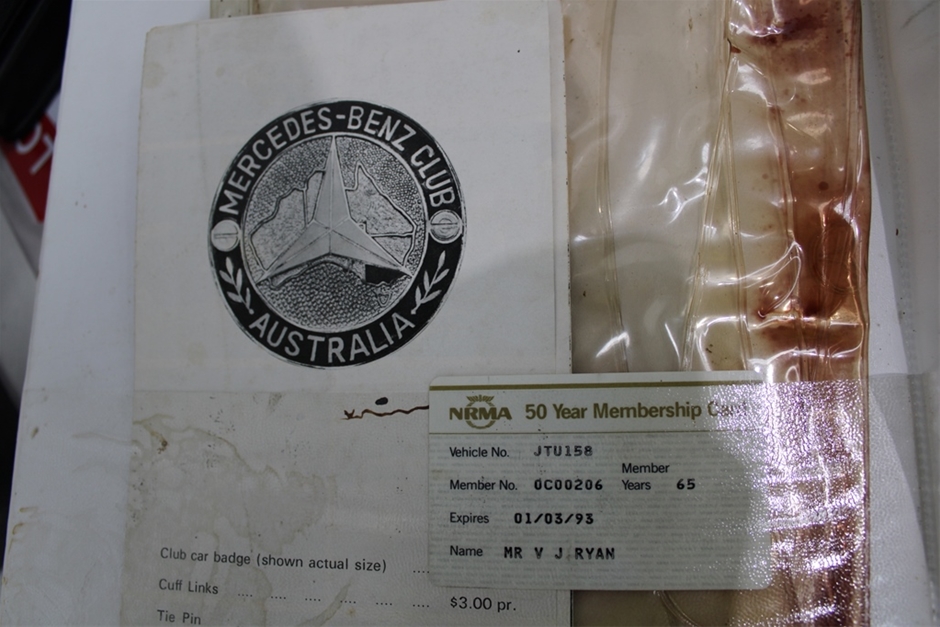 MERCEDES-BENZ CLUB
AUSTRALIA
NRMA 50 Year Membership Card
Vehicle No. JTU158
Member No. 0C00206 Member Years 65
Expires 01/03/93
Name MR V J RYAN
Club car badge (shown actual size) ....
Cuff Links .... .... .... .... .... $3.00 pr.
Tie Pin